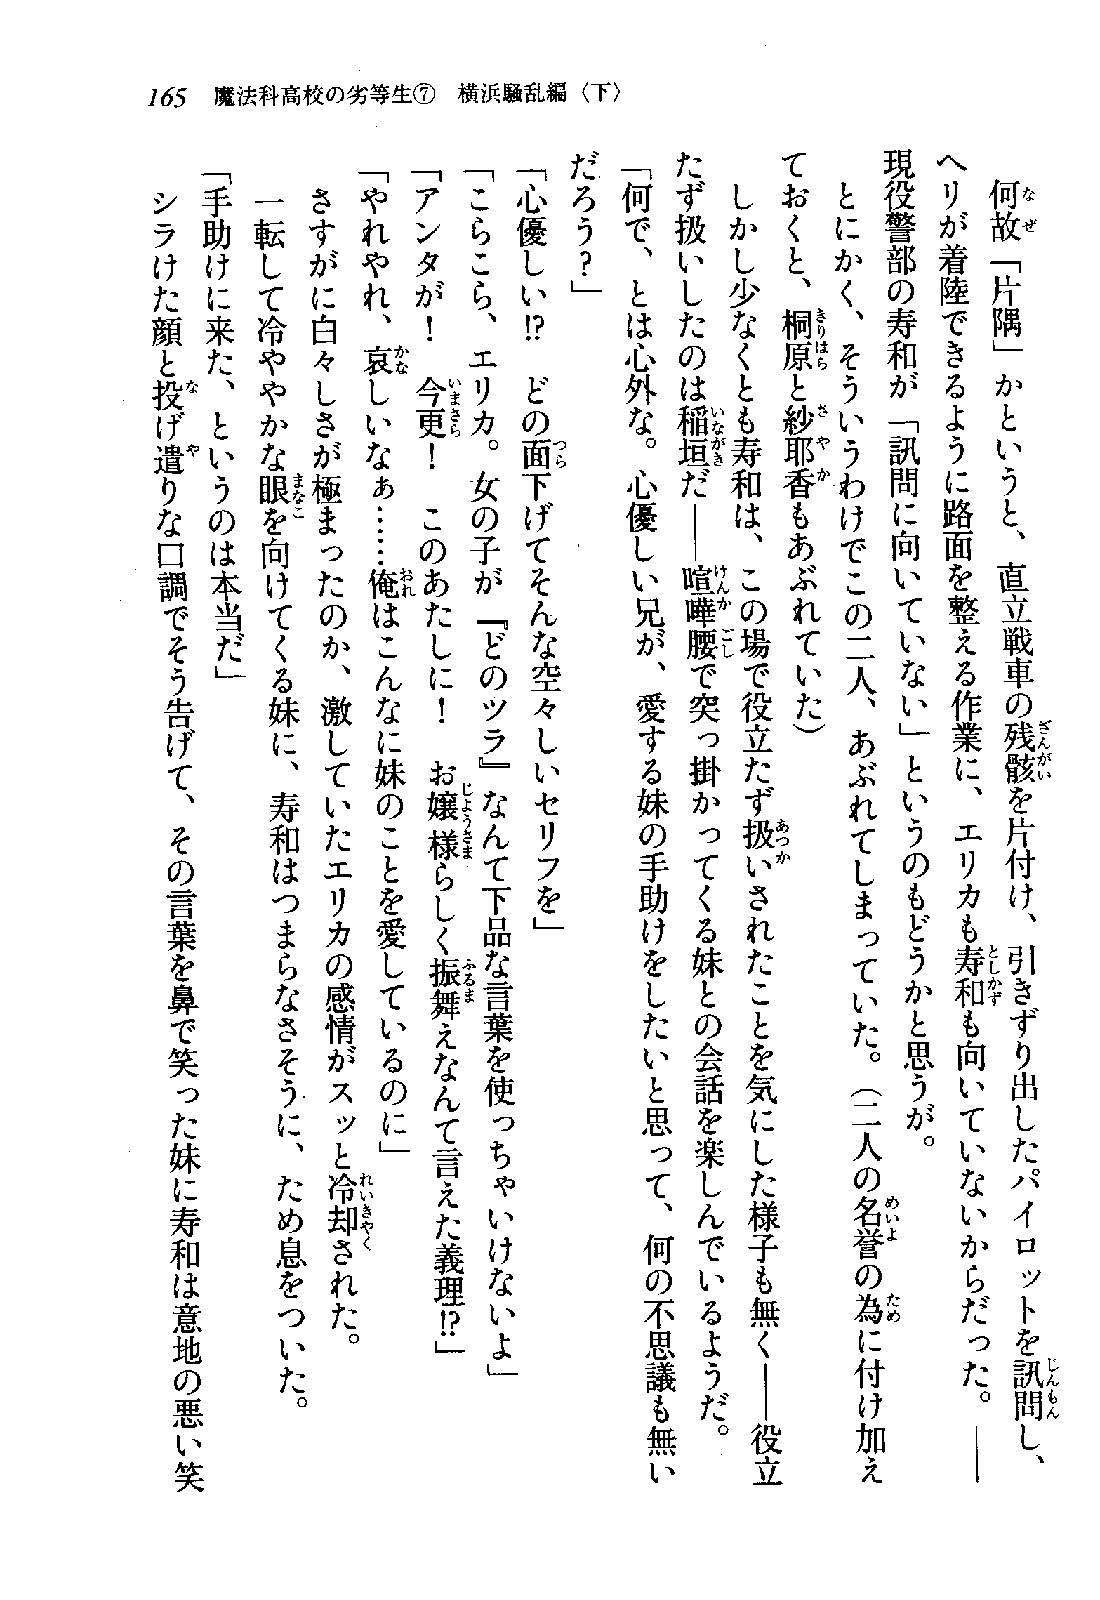 165 魔法科高校の劣等生⑦ 横浜騒乱編〈下〉
何故「片隅」かというと、直立戦車の残骸を片付け、引きずり出したパイロットを訊問し、
ヘリが着陸できるように路面を整える作業に、エリカも寿和も向いていないからだった。――
現役警部の寿和が「訊問に向いていない」というのもどうかと思うが。
とにかく、そういうわけでこの二人、あぶれてしまっていた。（二人の名誉の為に付け加え
ておくと、桐原と紗耶香もあぶれていた）
しかし少なくとも寿和は、この場で役立たず扱いされたことを気にした様子も無く――役立
たず扱いしたのは稲垣だ――喧嘩腰で突っ掛かってくる妹との会話を楽しんでいるようだ。
「何で、とは心外な。心優しい兄が、愛する妹の手助けをしたいと思って、何の不思議も無い
だろう？」
「心優しい!?　どの面下げてそんな空々しいセリフを」
「こらこら、エリカ。女の子が『どのツラ』なんて下品な言葉を使っちゃいけないよ」
「アンタが！　今更！　このあたしに！　お嬢様らしく振舞えなんて言えた義理!?」
「やれやれ、哀しいなぁ……俺はこんなに妹のことを愛しているのに」
さすがに白々しさが極まったのか、激していたエリカの感情がスッと冷却された。
一転して冷ややかな眼を向けてくる妹に、寿和はつまらなさそうに、ため息をついた。
「手助けに来た、というのは本当だ」
シラけた顔と投げ遣りな口調でそう告げて、その言葉を鼻で笑った妹に寿和は意地の悪い笑